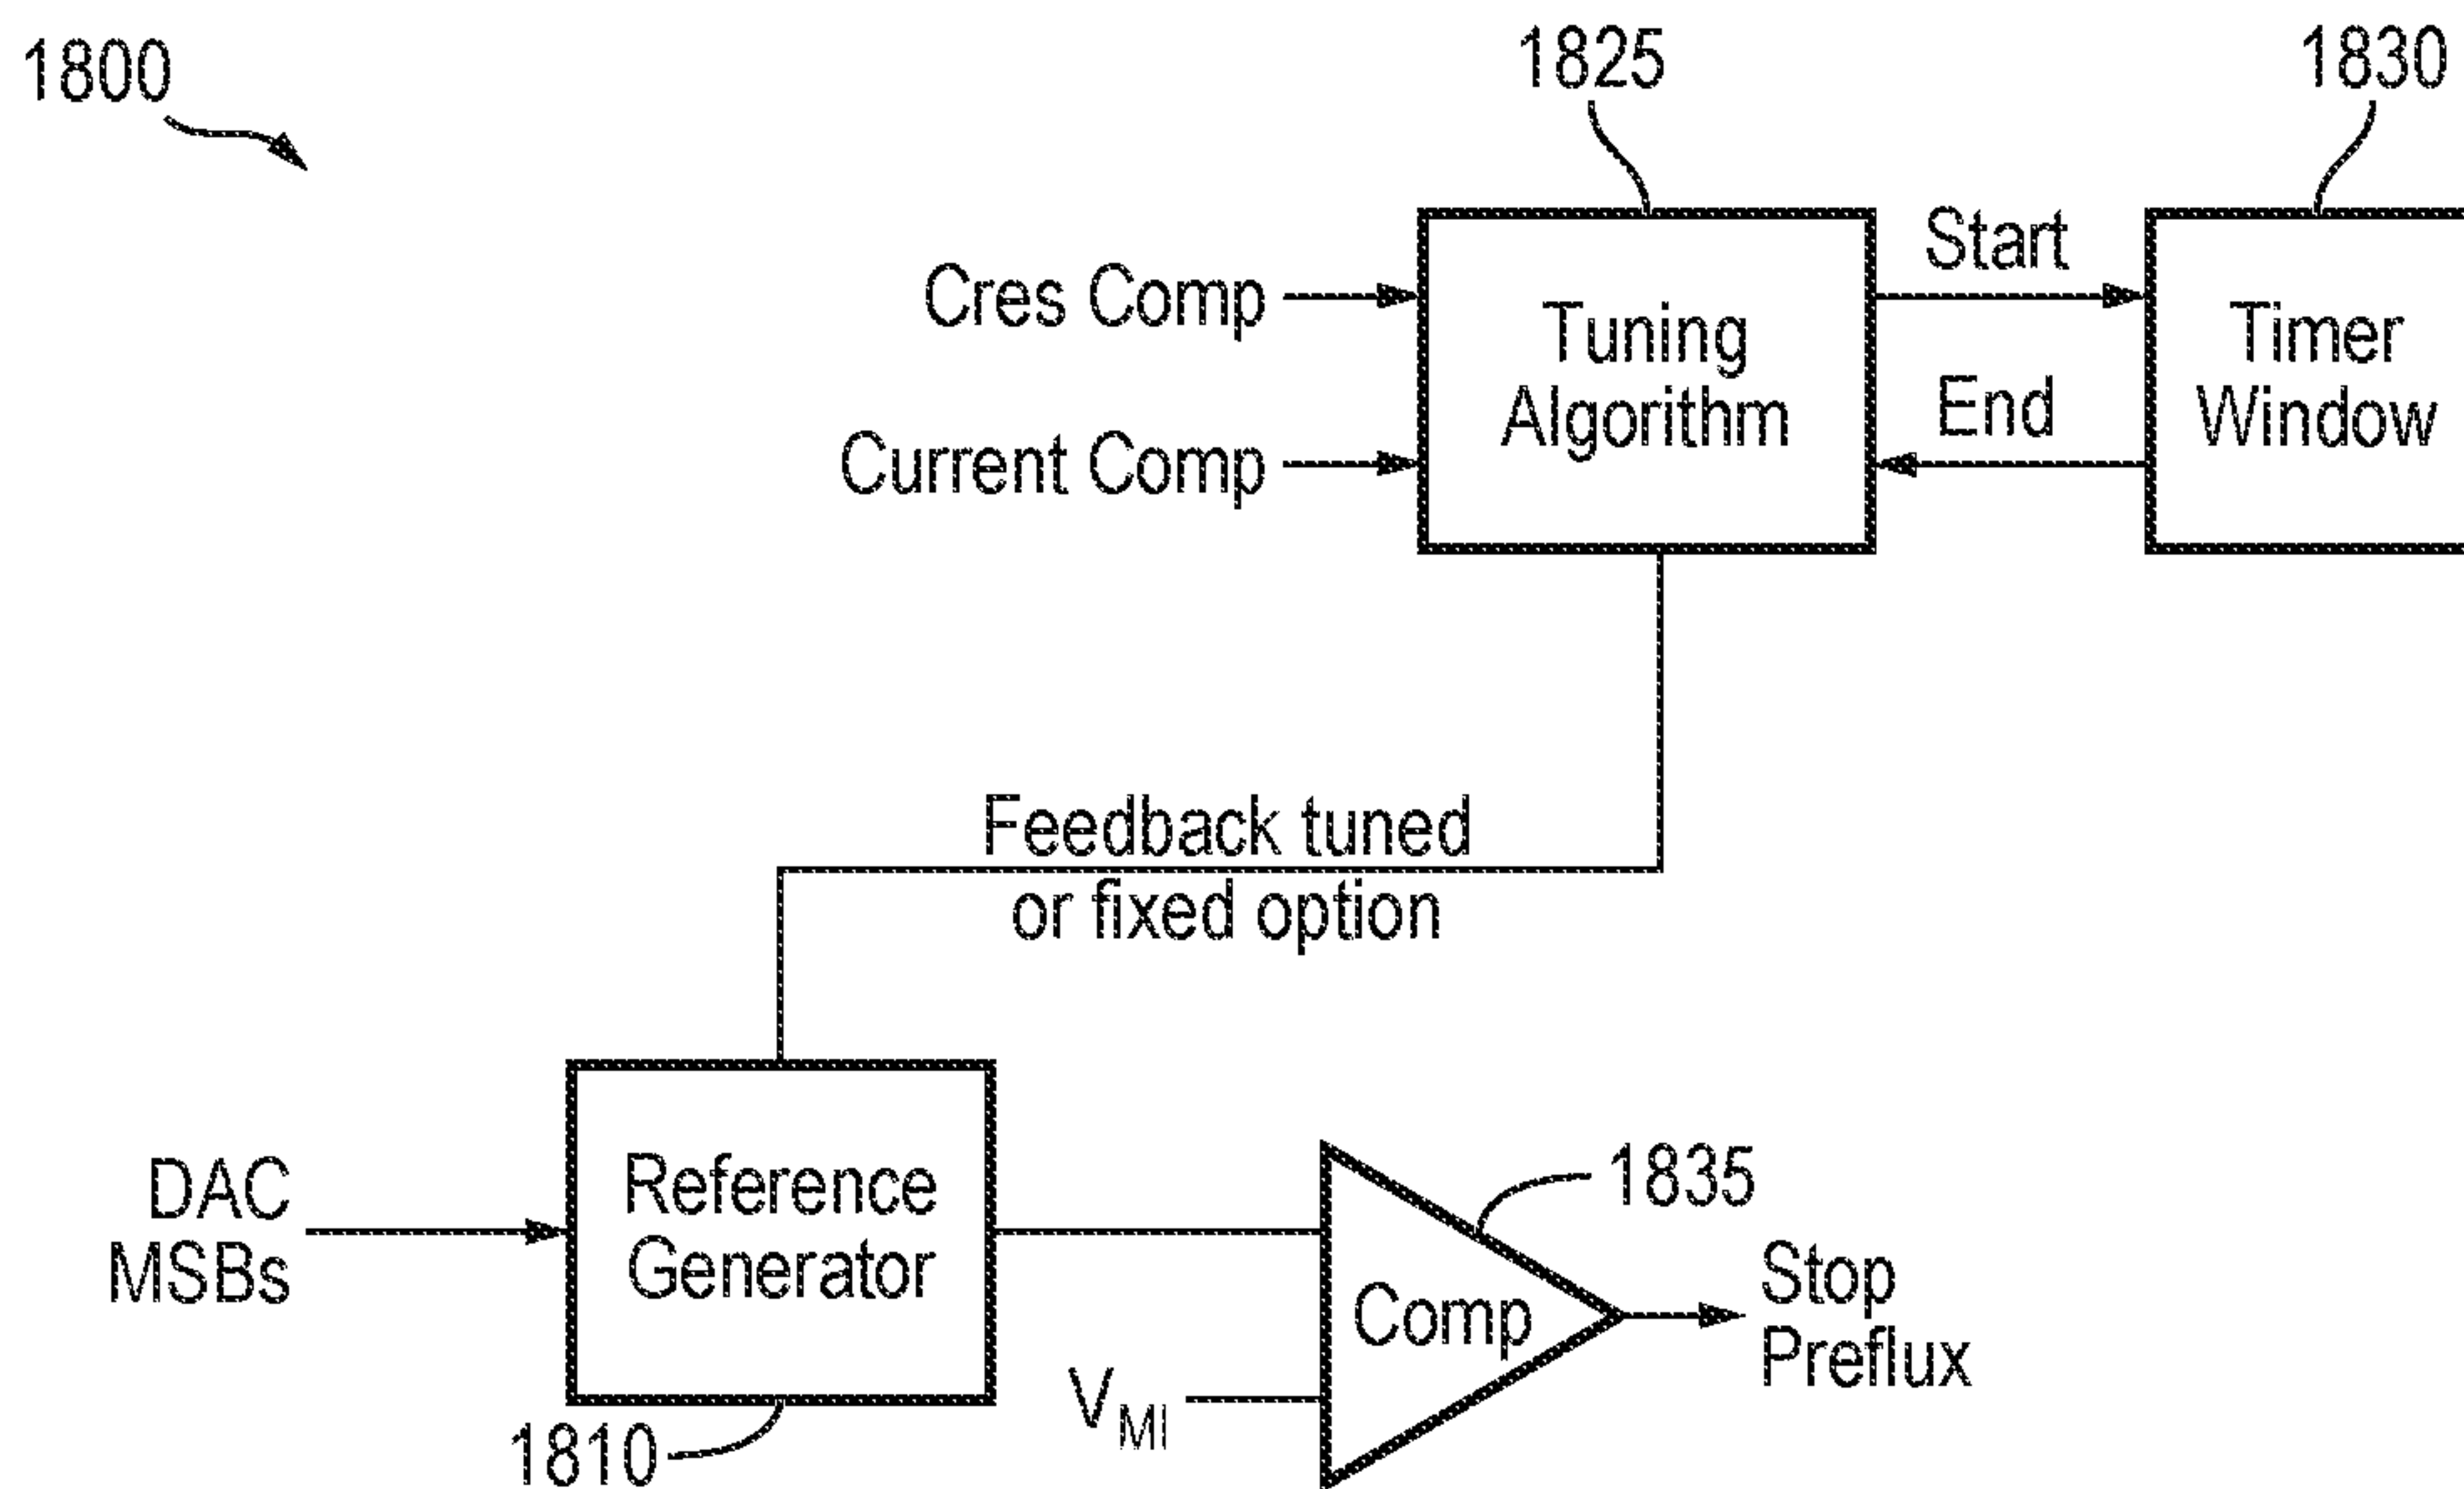 1800
1825
1830
Cres Comp
Current Comp
Tuning
Algorithm
Start
End
Timer
Window
Feedback tuned
or fixed option
DAC
MSBs
Reference
Generator
1810
V_MI
Comp
1835
Stop
Preflux